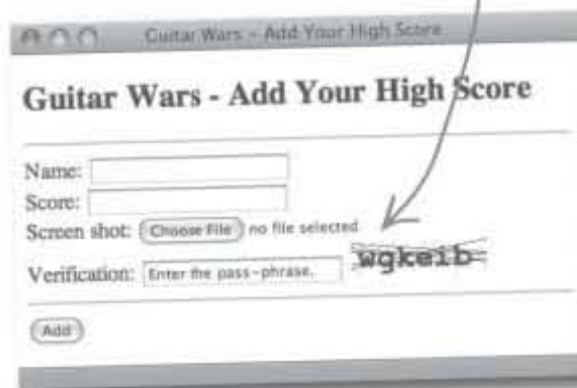 Guitar Wars - Add Your High Score
Guitar Wars - Add Your High Score
Name:
Score:
Screen shot: Choose File no file selected
Verification: Enter the pass-phrase. wgkeib
Add